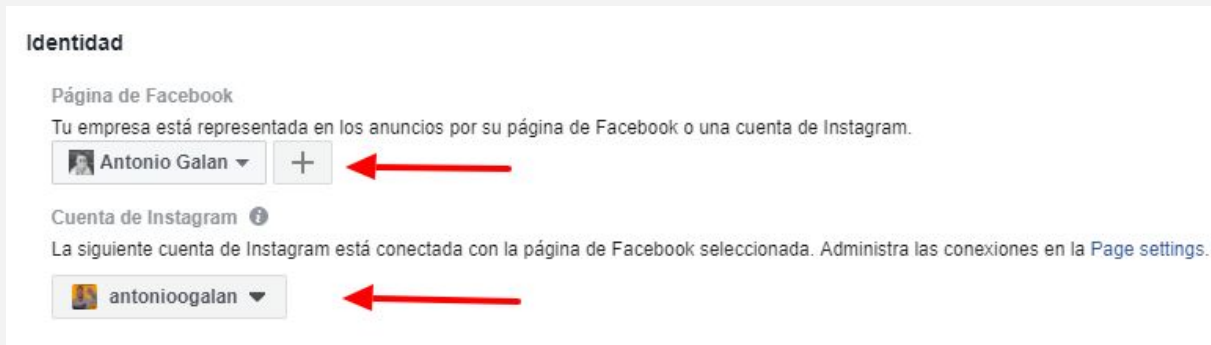 Identidad
Página de Facebook
Tu empresa está representada en los anuncios por su página de Facebook o una cuenta de Instagram.
Antonio Galan
Cuenta de Instagram
La siguiente cuenta de Instagram está conectada con la página de Facebook seleccionada. Administra las conexiones en la Page settings.
antonioogalan